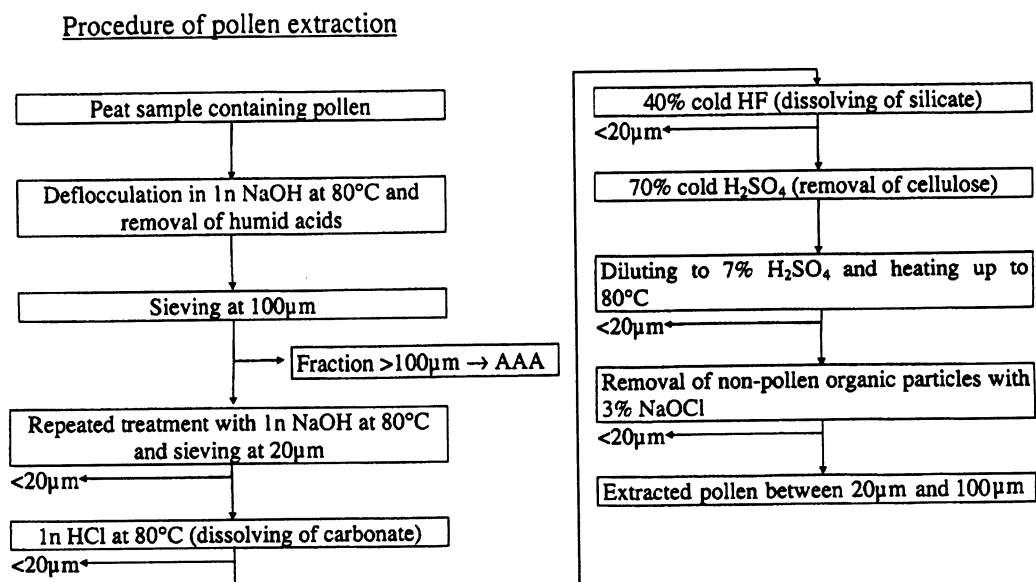 Procedure of pollen extraction
Peat sample containing pollen
Deflocculation in 1n NaOH at 80°C and
removal of humid acids
Sieving at 100µm
Fraction >100µm → AAA
Repeated treatment with 1n NaOH at 80°C
and sieving at 20µm
<20µm
1n HCl at 80°C (dissolving of carbonate)
<20µm
40% cold HF (dissolving of silicate)
<20µm
70% cold H₂SO₄ (removal of cellulose)
Diluting to 7% H₂SO₄ and heating up to
80°C
<20µm
Removal of non-pollen organic particles with
3% NaOCl
<20µm
Extracted pollen between 20µm and 100µm